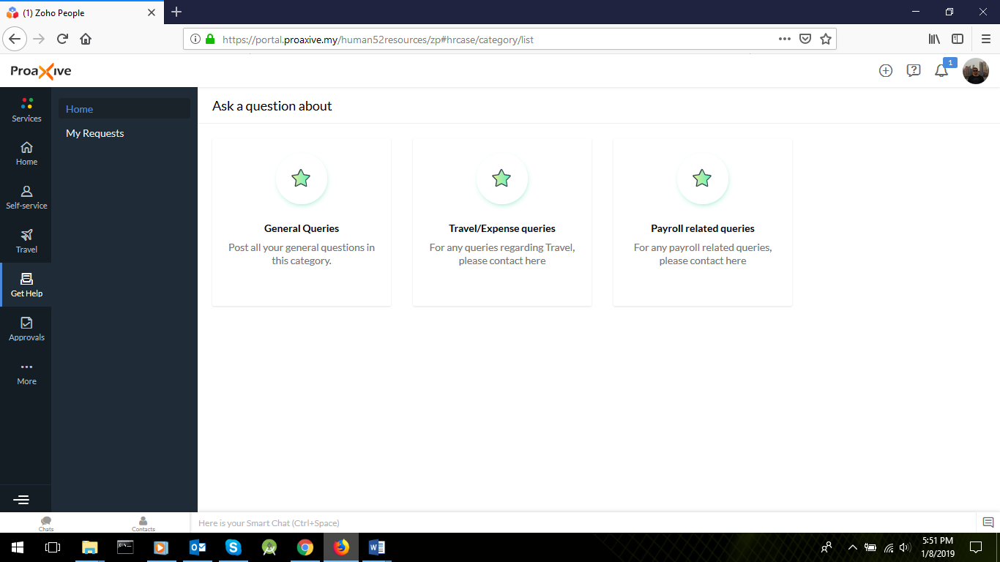 (1) Zoho People
https://portal.proaxive.my/human52resources/zp#hrcase/category/list
ProaXive
1
Services
Home
Self-service
Travel
Get Help
Approvals
More
Home
My Requests
Ask a question about
General Queries
Post all your general questions in
this category.
Travel/Expense queries
For any queries regarding Travel,
please contact here
Payroll related queries
For any payroll related queries,
please contact here
Chats
Contacts
Here is your Smart Chat (Ctrl+Space)
5:51 PM
1/8/2019